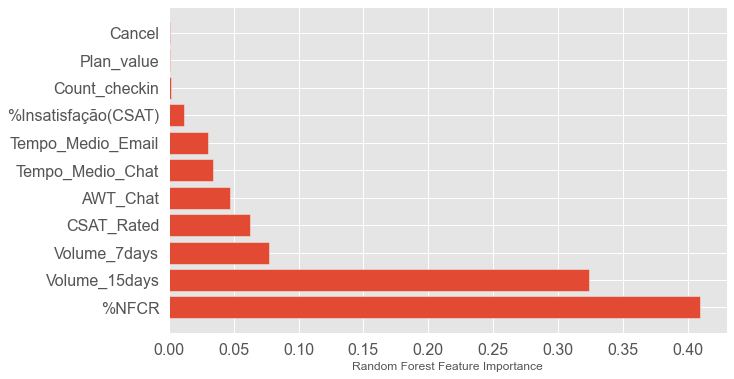 Cancel
Plan_value
Count_checkin
%Insatisfação(CSAT)
Tempo_Medio_Email
Tempo_Medio_Chat
AWT_Chat
CSAT_Rated
Volume_7days
Volume_15days
%NFCR
0.00 0.05 0.10 0.15 0.20 0.25 0.30 0.35 0.40
Random Forest Feature Importance